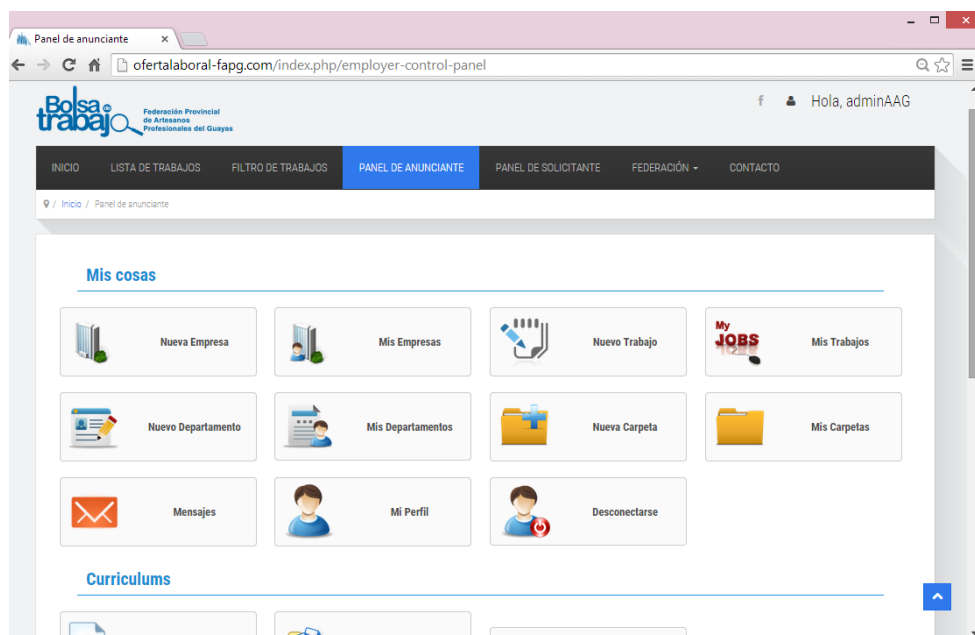 Panel de anunciante
ofertalaboral-fapg.com/index.php/employer-control-panel
Bolsa de
trabajo
Federación Provincial
de Artesanos
Profesionales del Guayas
f Hola, adminAAG
INICIO LISTA DE TRABAJOS FILTRO DE TRABAJOS PANEL DE ANUNCIANTE PANEL DE SOLICITANTE FEDERACIÓN CONTACTO
/ Inicio / Panel de anunciante
Mis cosas
Nueva Empresa
Mis Empresas
Nuevo Trabajo
My
JOBS
Mis Trabajos
Nuevo Departamento
Mis Departamentos
Nueva Carpeta
Mis Carpetas
Mensajes
Mi Perfil
Desconectarse
Curriculums